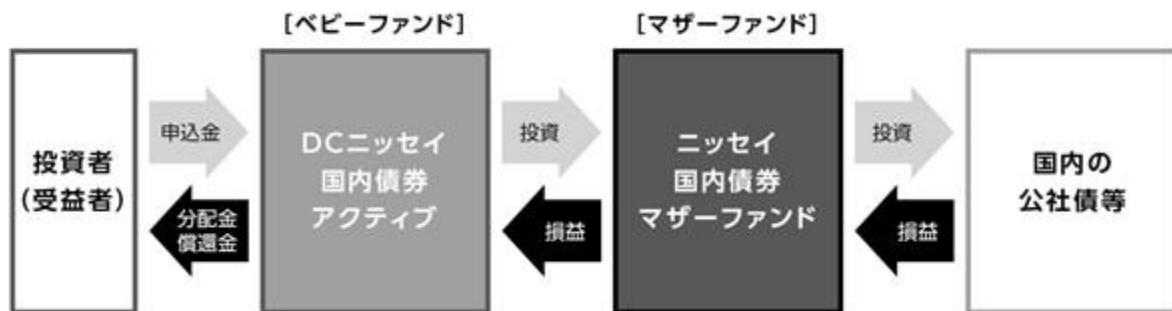 [ベビーファンド]
[マザーファンド]
投資者
(受益者)
申込金
分配金
償還金
DCニッセイ
国内債券
アクティブ
投資
損益
ニッセイ
国内債券
マザーファンド
投資
損益
国内の
公社債等